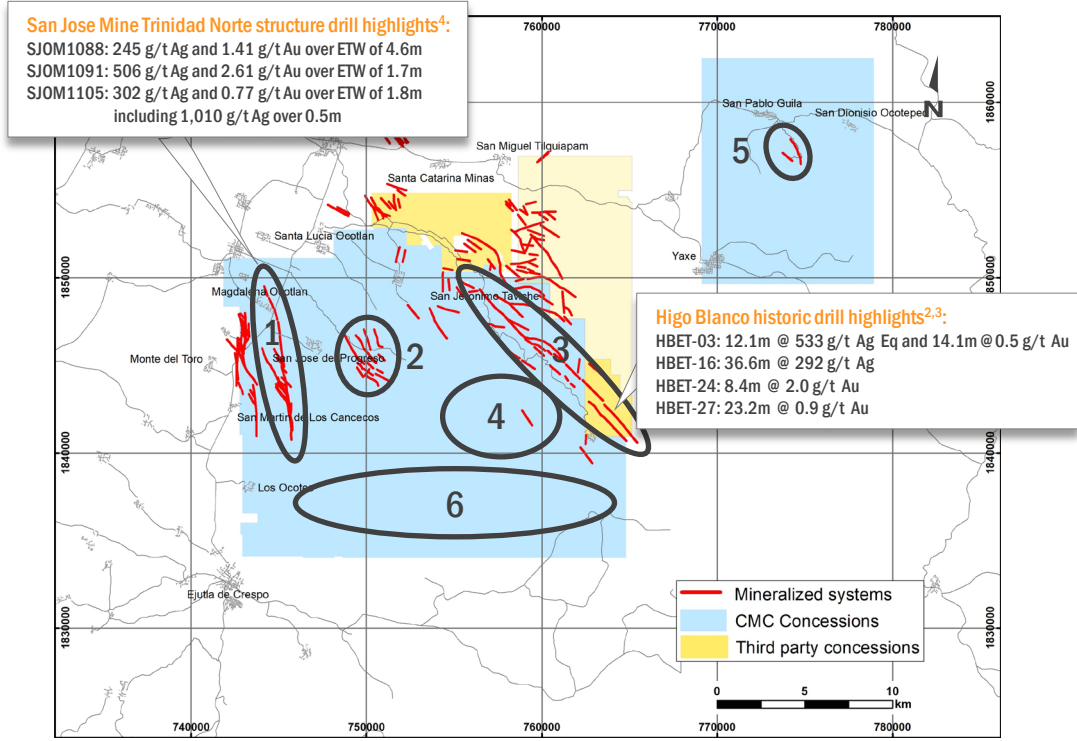 San Jose Mine Trinidad Norte structure drill highlights4:
SJOM1088: 245 g/t Ag and 1.41 g/t Au over ETW of 4.6m
SJOM1091: 506 g/t Ag and 2.61 g/t Au over ETW of 1.7m
SJOM1105: 302 g/t Ag and 0.77 g/t Au over ETW of 1.8m
including 1,010 g/t Ag over 0.5m
760000
770000
780000
1860000
1860000
San Pablo Guila
San Dionisio Ocotepec
N
5
San Miguel Tilquiapam
Santa Catarina Minas
Santa Lucia Ocotlan
Yaxe
1850000
1850000
Magdalena Ocotlan
San Jeronimo Taviche
1
2
3
4
Monte del Toro
San Jose del Progreso
San Martin de Los Cancecos
Higo Blanco historic drill highlights2,3:
HBET-03: 12.1m @ 533 g/t Ag Eq and 14.1m @ 0.5 g/t Au
HBET-16: 36.6m @ 292 g/t Ag
HBET-24: 8.4m @ 2.0 g/t Au
HBET-27: 23.2m @ 0.9 g/t Au
1840000
1840000
Los Ocotes
6
Ejutla de Crespo
1830000
1830000
Mineralized systems
CMC Concessions
Third party concessions
0 5 10
km
740000
750000
760000
770000
780000